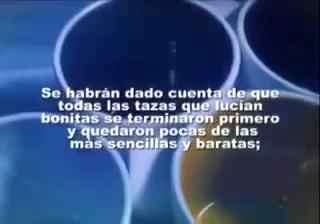 Se habrán dado cuenta de que
todas las tazas que lucían
bonitas se terminaron primero
y quedaron pocas de las
más sencillas y baratas;